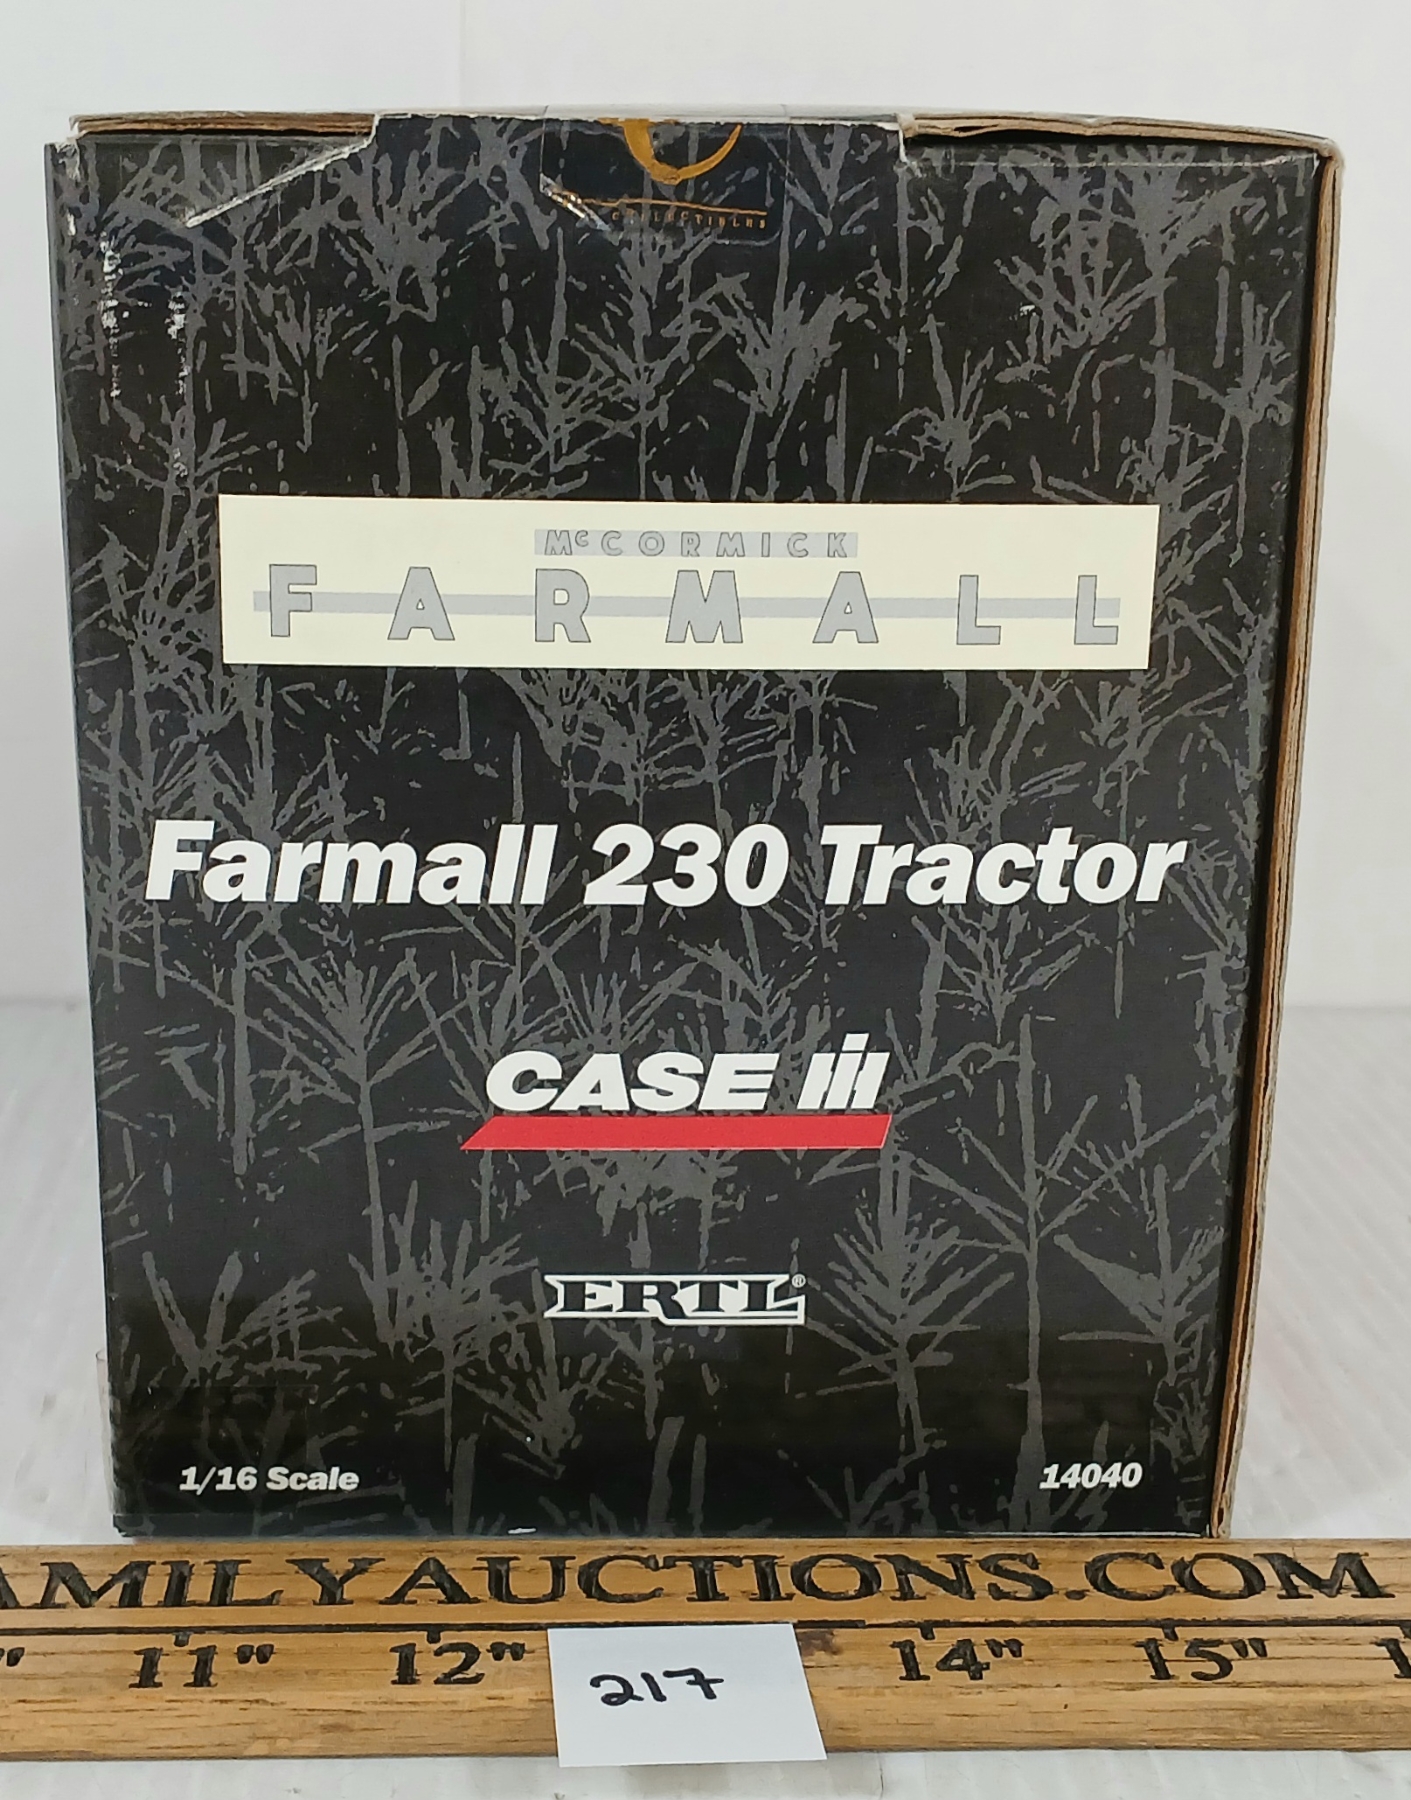 COLLECTIBLES
McCORMICK
FARMALL
Farmall 230 Tractor
CASE IH
ERTL®
1/16 Scale 14040
AMILYAUCTIONS.COM
11" 12" 14" 15"
217